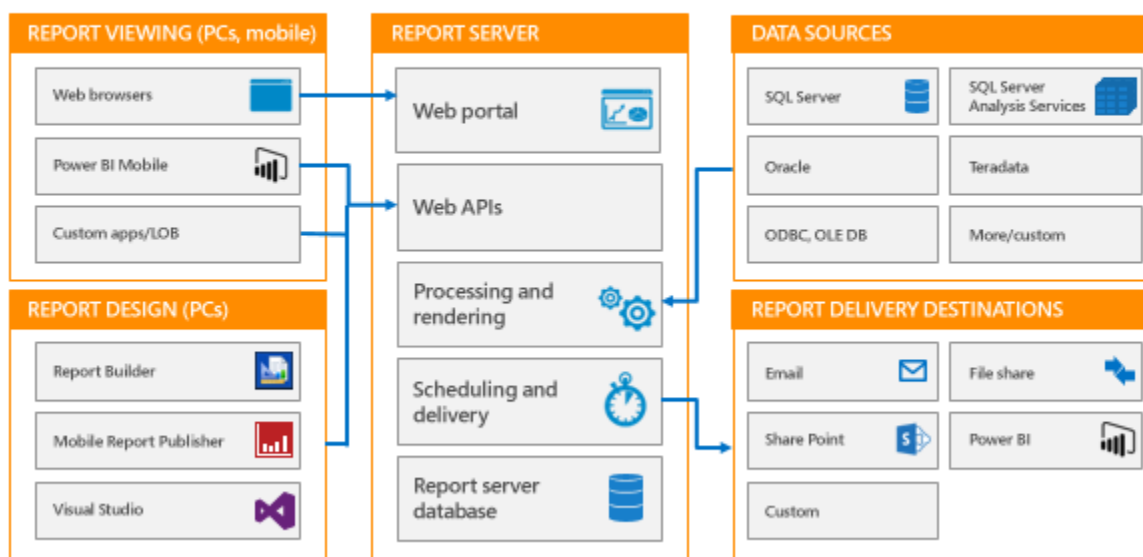 REPORT VIEWING (PCs, mobile)
Web browsers
Power BI Mobile
Custom apps/LOB
REPORT DESIGN (PCs)
Report Builder
Mobile Report Publisher
Visual Studio
REPORT SERVER
Web portal
Web APIs
Processing and
rendering
Scheduling and
delivery
Report server
database
DATA SOURCES
SQL Server
SQL Server
Analysis Services
Oracle
Teradata
ODBC, OLE DB
More/custom
REPORT DELIVERY DESTINATIONS
Email
File share
Share Point
S
Power BI
Custom